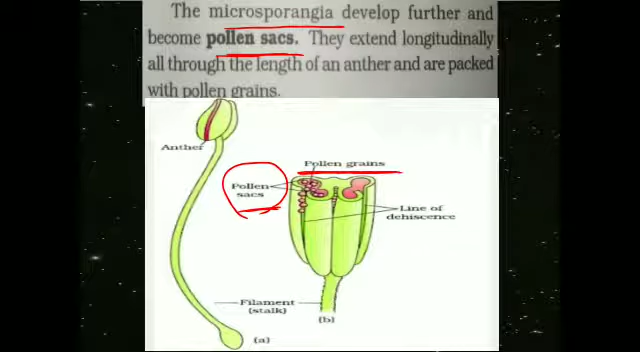 The microsporangia develop further and
become pollen sacs. They extend longitudinally
all through the length of an anther and are packed
with pollen grains.
Anther
Pollen grains
Pollen
sacs
Line of
dehiscence
Filament
(stalk)
(a)
(b)